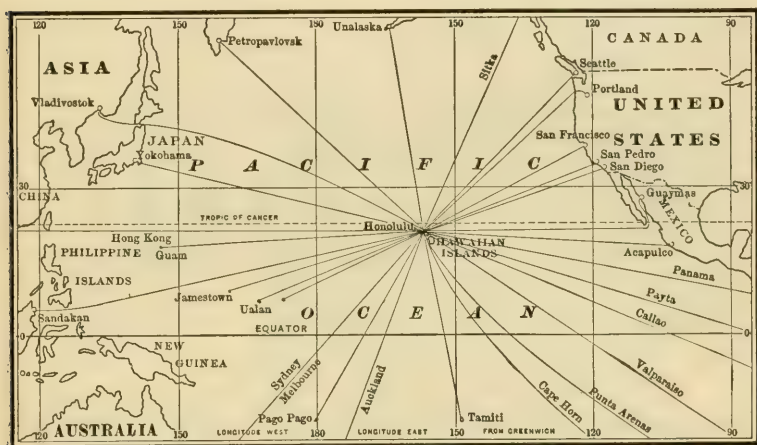 120
150
180
150
120
90
Petropavlovsk
Unalaska
Sitka
CANADA
Seattle
ASIA
Portland
UNITED
Vladivostok
STATES
JAPAN
San Francisco
Yokohama
PACIFIC
San Pedro
San Diego
30
30
CHINA
Guaymas
MEXICO
TROPIC OF CANCER
Honolulu
Hong Kong
HAWAIIAN
ISLANDS
PHILIPPINE
Guam
Acapulco
Panama
ISLANDS
Jamestown
Payta
Ualan
OCEAN
Callao
Sandakan
EQUATOR
0
0
NEW
GUINEA
Sydney
Melbourne
Auckland
Valparaiso
Punta Arenas
Cape Horn
Pago Pago
Tamiti
AUSTRALIA
120
150
LONGITUDE WEST
180
LONGITUDE EAST
150
FROM GREENWICH
120
90